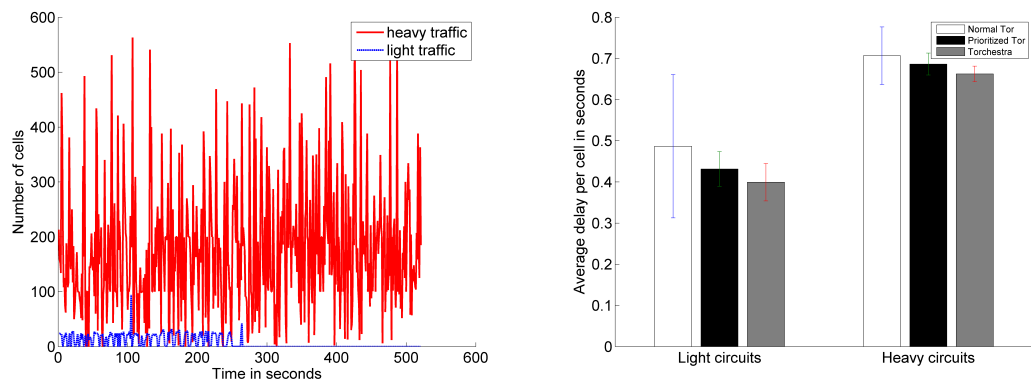 600
500
400
300
200
100
0
Number of cells
heavy traffic
light traffic
0
100
200
300
400
500
600
Time in seconds
0.8
0.7
0.6
0.5
0.4
0.3
0.2
0.1
0
Average delay per cell in seconds
Normal Tor
Prioritized Tor
Torchestra
Light circuits
Heavy circuits